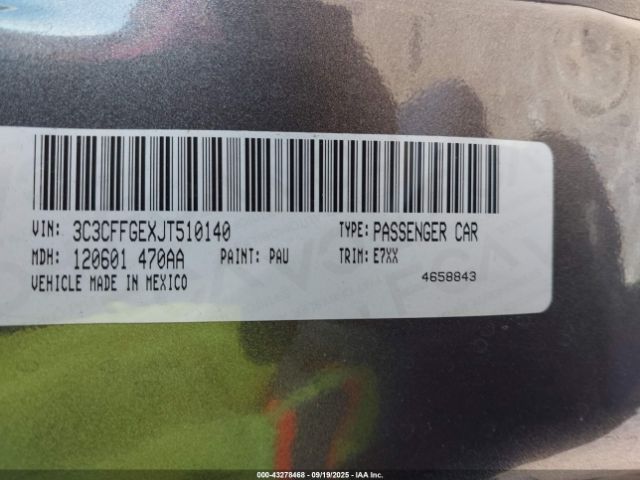 VIN: 3C3CFFGEXJT510140 TYPE: PASSENGER CAR
MDH: 120601 470AA PAINT: PAU TRIM: E7XX
VEHICLE MADE IN MEXICO 4658843
000-43278468 - 09/19/2025 - IAA Inc.